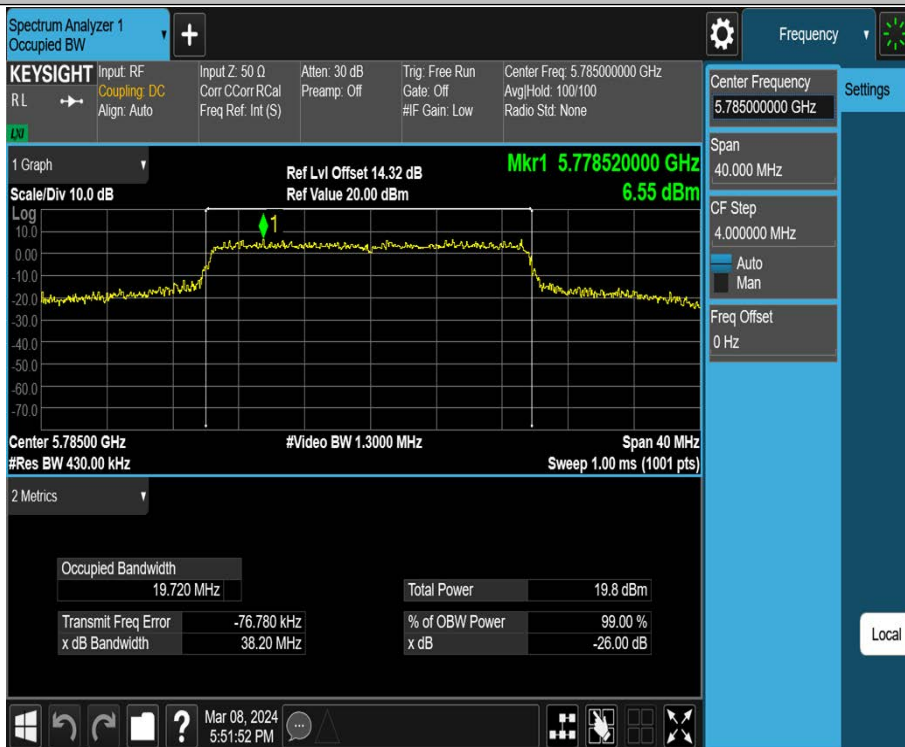 Spectrum Analyzer 1
Occupied BW
+
Frequency
KEYSIGHT
RL
LXI
Input: RF
Coupling: DC
Align: Auto
Input Z: 50 Ω
Corr CCorr RCal
Freq Ref: Int (S)
Atten: 30 dB
Preamp: Off
Trig: Free Run
Gate: Off
#IF Gain: Low
Center Freq: 5.785000000 GHz
Avg|Hold: 100/100
Radio Std: None
Center Frequency
5.785000000 GHz
Settings
Span
40.000 MHz
CF Step
4.000000 MHz
Auto
Man
Freq Offset
0 Hz
Local
1 Graph
Scale/Div 10.0 dB
Ref Lvl Offset 14.32 dB
Ref Value 20.00 dBm
Mkr1 5.778520000 GHz
6.55 dBm
Log
1
10.0
0.00
-10.0
-20.0
-30.0
-40.0
-50.0
-60.0
-70.0
Center 5.78500 GHz
#Res BW 430.00 kHz
#Video BW 1.3000 MHz
Span 40 MHz
Sweep 1.00 ms (1001 pts)
2 Metrics
Occupied Bandwidth
19.720 MHz
Total Power 19.8 dBm
Transmit Freq Error -76.780 kHz
% of OBW Power 99.00 %
x dB Bandwidth 38.20 MHz
x dB -26.00 dB
?
Mar 08, 2024
5:51:52 PM